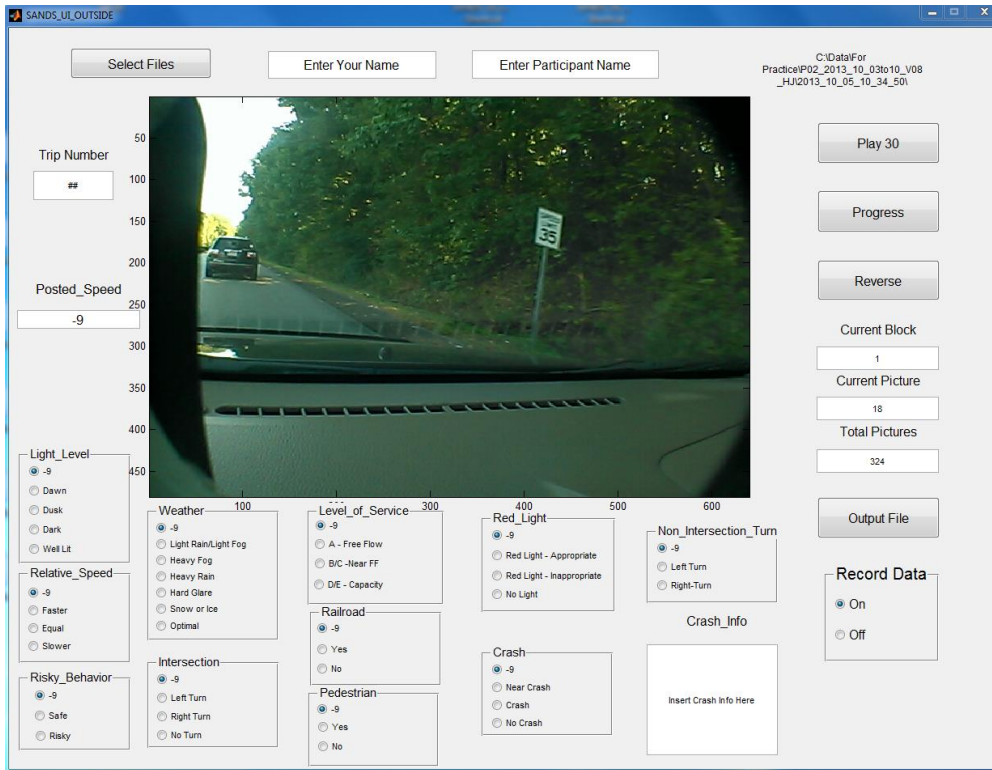 SANDS_UI_OUTSIDE
Select Files
Enter Your Name
Enter Participant Name
C:\Data\For
Practice\P02_2013_10_03to10_V08
_HJ\2013_10_05_10_34_50\
Trip Number
##
Posted_Speed
-9
50
100
150
200
250
300
350
400
450
100
200
300
400
500
600
35
Play 30
Progress
Reverse
Current Block
1
Current Picture
18
Total Pictures
324
Output File
Record Data
On
Off
Light_Level
-9
Dawn
Dusk
Dark
Well Lit
Relative_Speed
-9
Faster
Equal
Slower
Risky_Behavior
-9
Safe
Risky
Weather
-9
Light Rain/Light Fog
Heavy Fog
Heavy Rain
Hard Glare
Snow or Ice
Optimal
Intersection
-9
Left Turn
Right Turn
No Turn
Level_of_Service
-9
A - Free Flow
B/C -Near FF
D/E - Capacity
Railroad
-9
Yes
No
Pedestrian
-9
Yes
No
Red_Light
-9
Red Light - Appropriate
Red Light - Inappropriate
No Light
Crash
-9
Near Crash
Crash
No Crash
Non_Intersection_Turn
-9
Left Turn
Right-Turn
Crash_Info
Insert Crash Info Here